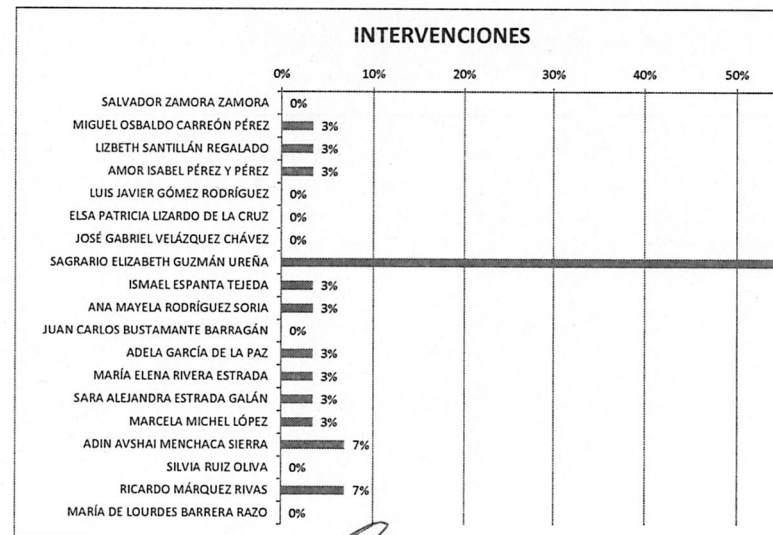 INTERVENCIONES
0% 10% 20% 30% 40% 50%
SALVADOR ZAMORA ZAMORA 0%
MIGUEL OSBALDO CARREÓN PÉREZ 3%
LIZBETH SANTILLÁN REGALADO 3%
AMOR ISABEL PÉREZ Y PÉREZ 3%
LUIS JAVIER GÓMEZ RODRÍGUEZ 0%
ELSA PATRICIA LIZARDO DE LA CRUZ 0%
JOSÉ GABRIEL VELÁZQUEZ CHÁVEZ 0%
SAGRARIO ELIZABETH GUZMÁN UREÑA
ISMAEL ESPANTA TEJEDA 3%
ANA MAYELA RODRÍGUEZ SORIA 3%
JUAN CARLOS BUSTAMANTE BARRAGÁN 0%
ADELA GARCÍA DE LA PAZ 3%
MARÍA ELENA RIVERA ESTRADA 3%
SARA ALEJANDRA ESTRADA GALÁN 3%
MARCELA MICHEL LÓPEZ 3%
ADIN AVSHAI MENCHACA SIERRA 7%
SILVIA RUIZ OLIVA 0%
RICARDO MÁRQUEZ RIVAS 7%
MARÍA DE LOURDES BARRERA RAZO 0%